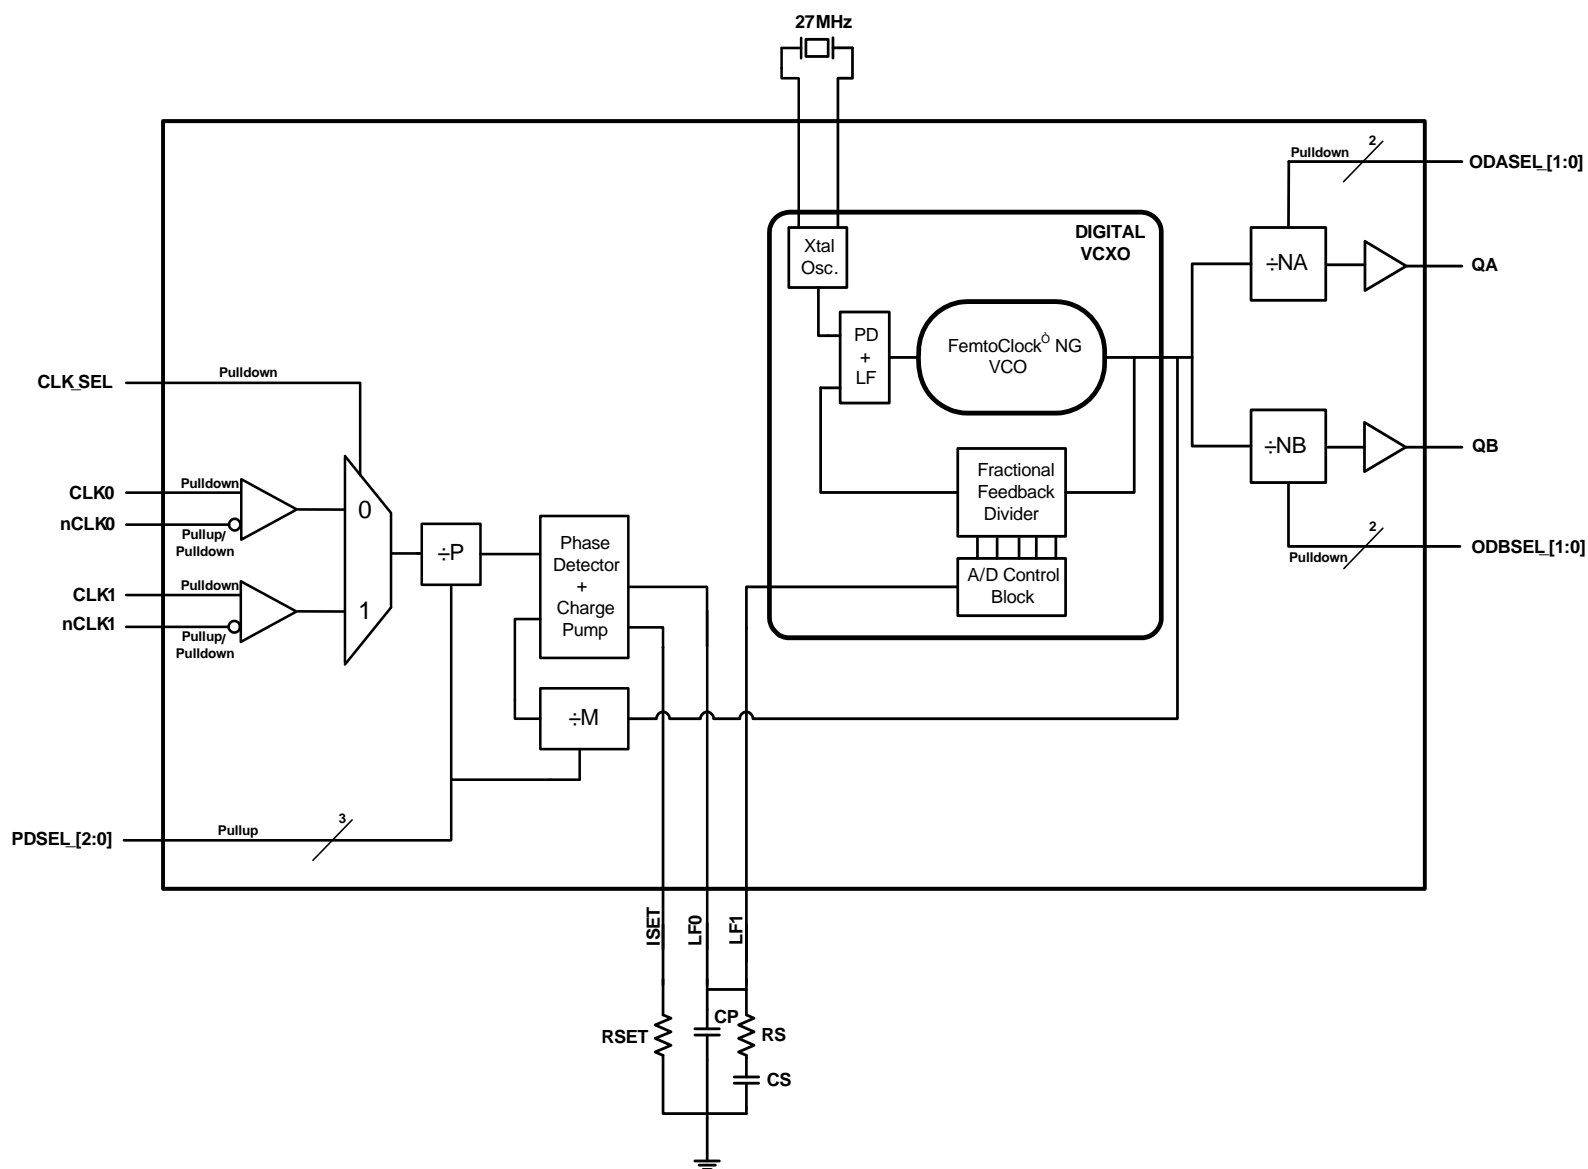 27MHz
2
Pulldown
ODASEL_[1:0]
DIGITAL
VCXO
Xtal
Osc.
÷NA
QA
PD
+
LF
FemtoClockÒ NG
VCO
CLK_SEL
Pulldown
÷NB
QB
Fractional
Feedback
Divider
CLK0
Pulldown
0
nCLK0
Pullup/
Pulldown
2
Pulldown
ODBSEL_[1:0]
÷P
Phase
Detector
+
Charge
Pump
A/D Control
Block
CLK1
Pulldown
1
nCLK1
Pullup/
Pulldown
÷M
PDSEL_[2:0]
Pullup
3
ISET
LF0
LF1
RSET
CP
RS
CS